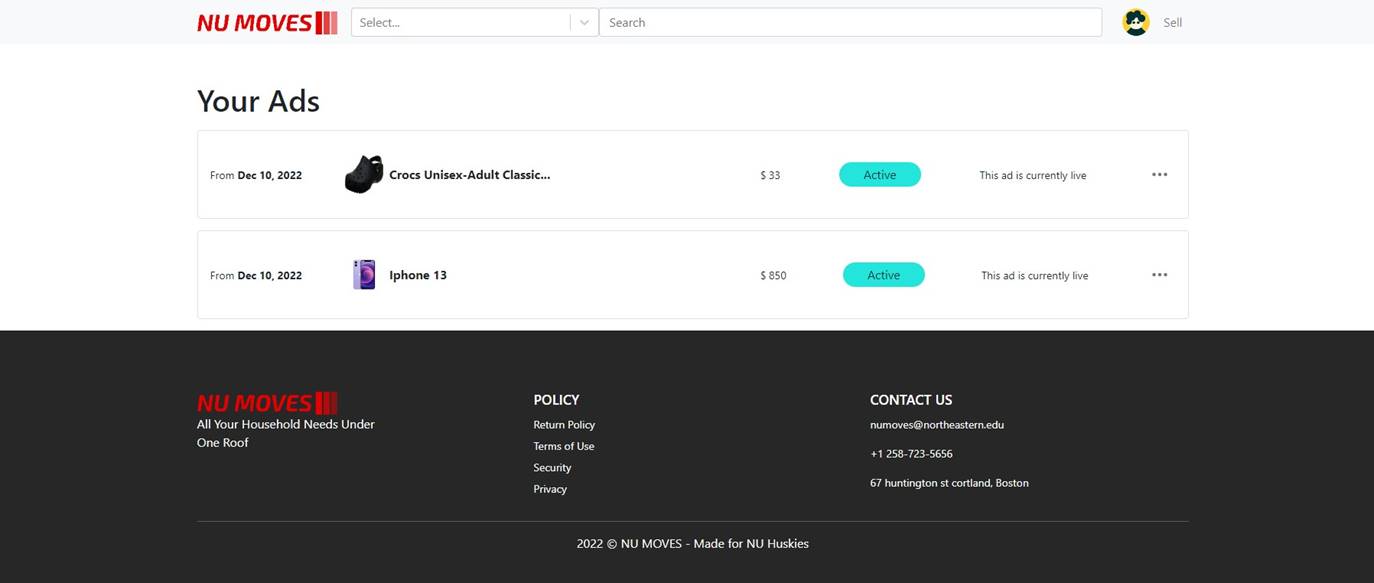 NU MOVES
Select...
Search
Sell
Your Ads
From Dec 10, 2022
Crocs Unisex-Adult Classic...
$ 33
Active
This ad is currently live
From Dec 10, 2022
Iphone 13
$ 850
Active
This ad is currently live
NU MOVES
All Your Household Needs Under
One Roof
POLICY
Return Policy
Terms of Use
Security
Privacy
CONTACT US
numoves@northeastern.edu
+1 258-723-5656
67 huntington st cortland, Boston
2022 © NU MOVES - Made for NU Huskies